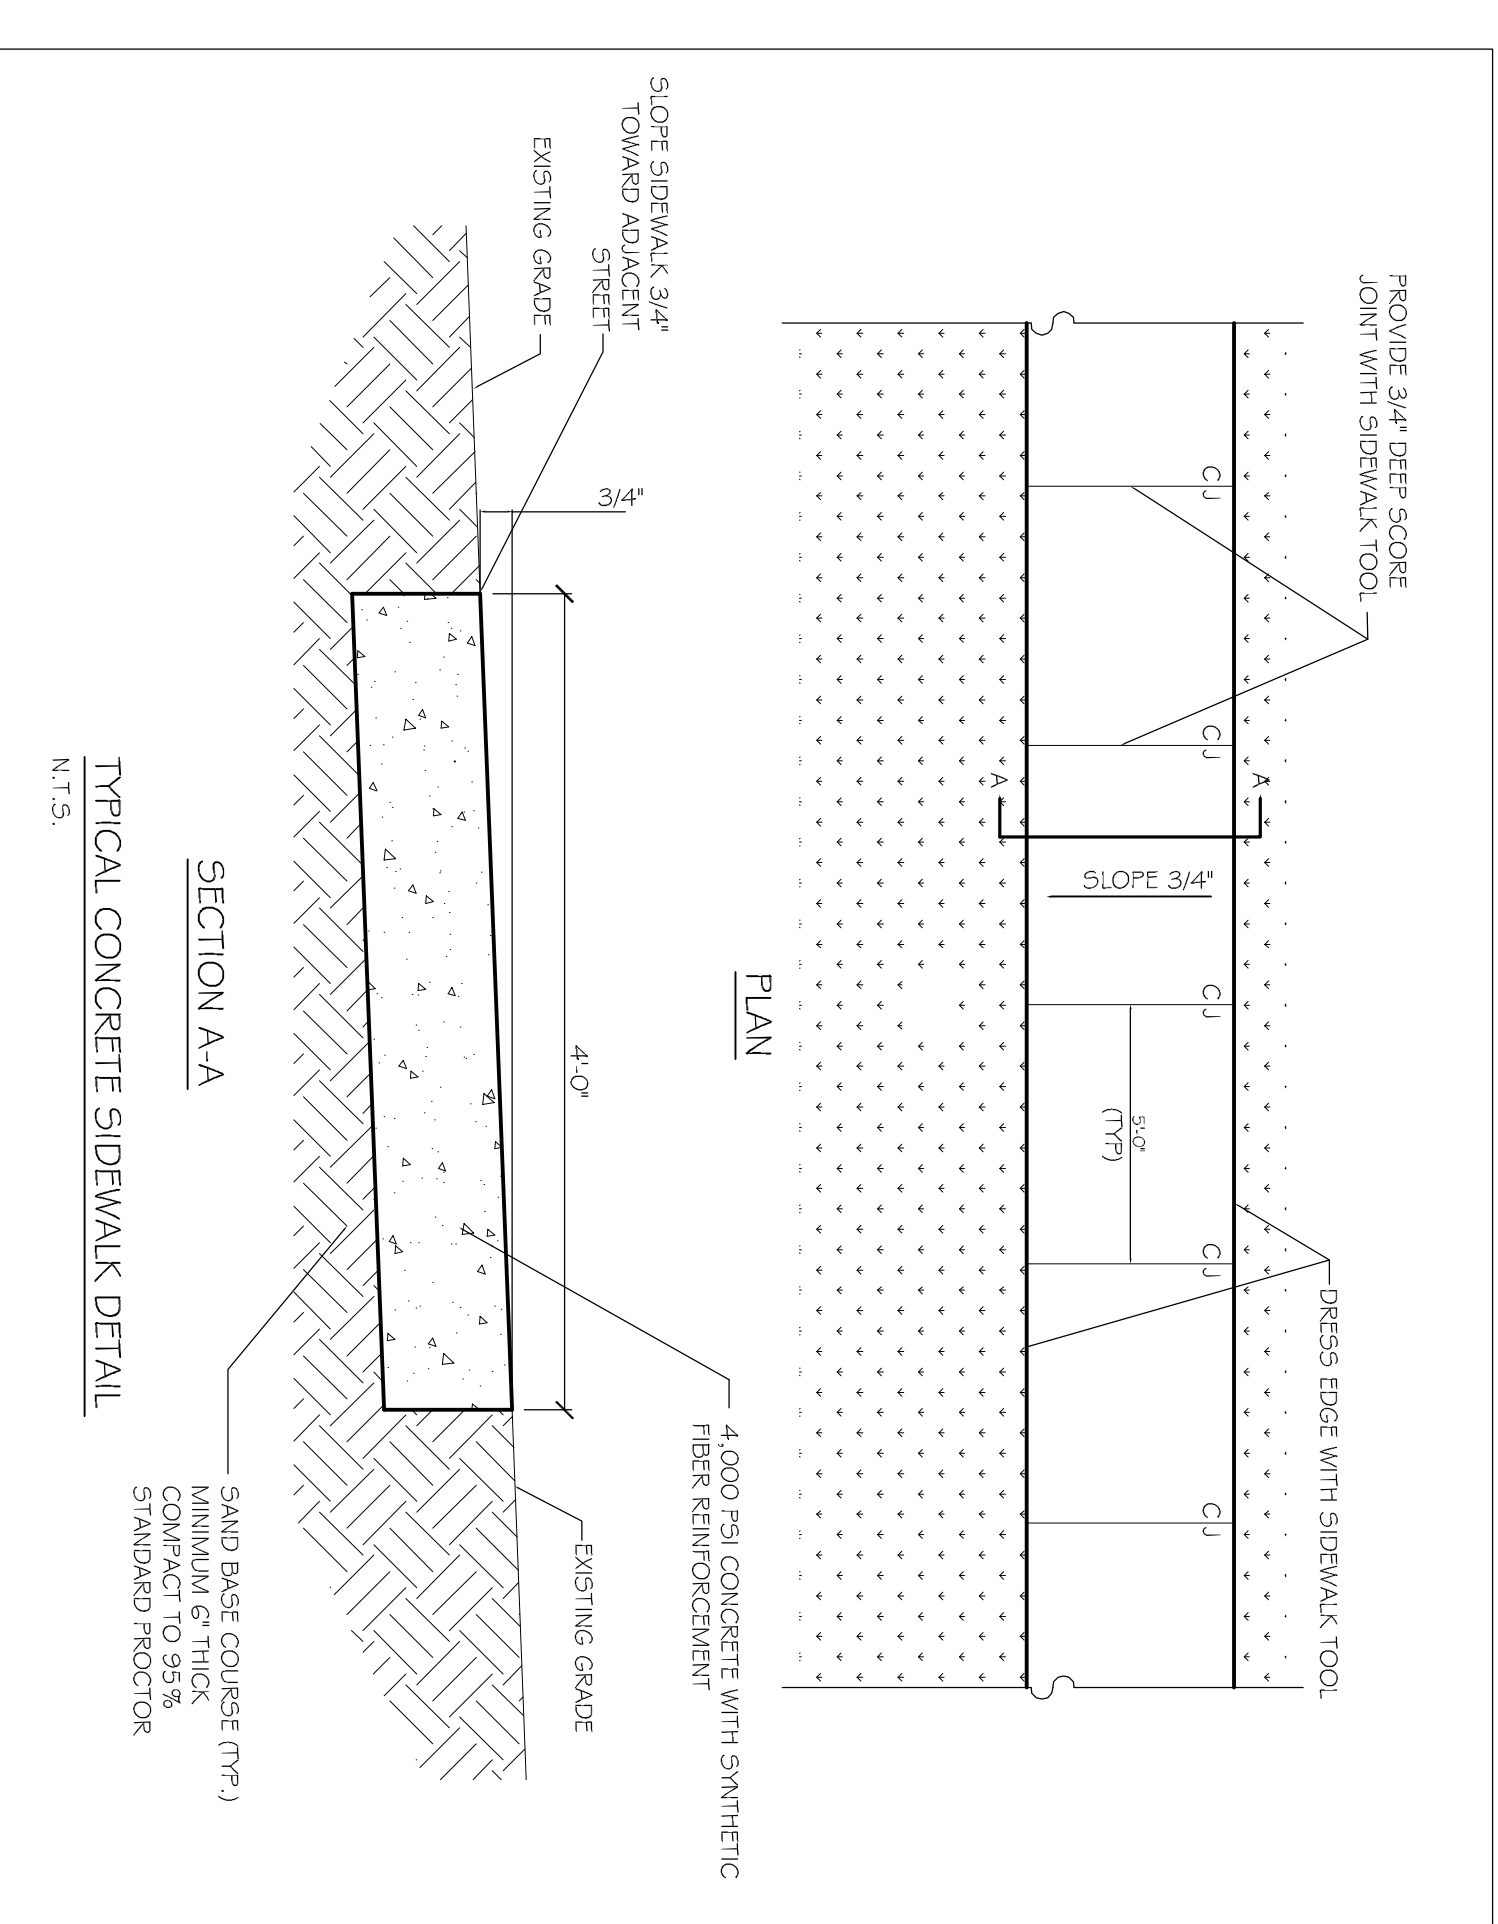 PROVIDE 3/4" DEEP SCORE
JOINT WITH SIDEWALK TOOL
DRESS EDGE WITH SIDEWALK TOOL
CJ
CJ
CJ
CJ
CJ
A
A
SLOPE 3/4"
5'-0"
(TYP)
PLAN
SLOPE SIDEWALK 3/4"
TOWARD ADJACENT
STREET
EXISTING GRADE
3/4"
4'-0"
4,000 PSI CONCRETE WITH SYNTHETIC
FIBER REINFORCEMENT
EXISTING GRADE
SAND BASE COURSE (TYP.)
MINIMUM 6" THICK
COMPACT TO 95%
STANDARD PROCTOR
SECTION A-A
TYPICAL CONCRETE SIDEWALK DETAIL
N.T.S.